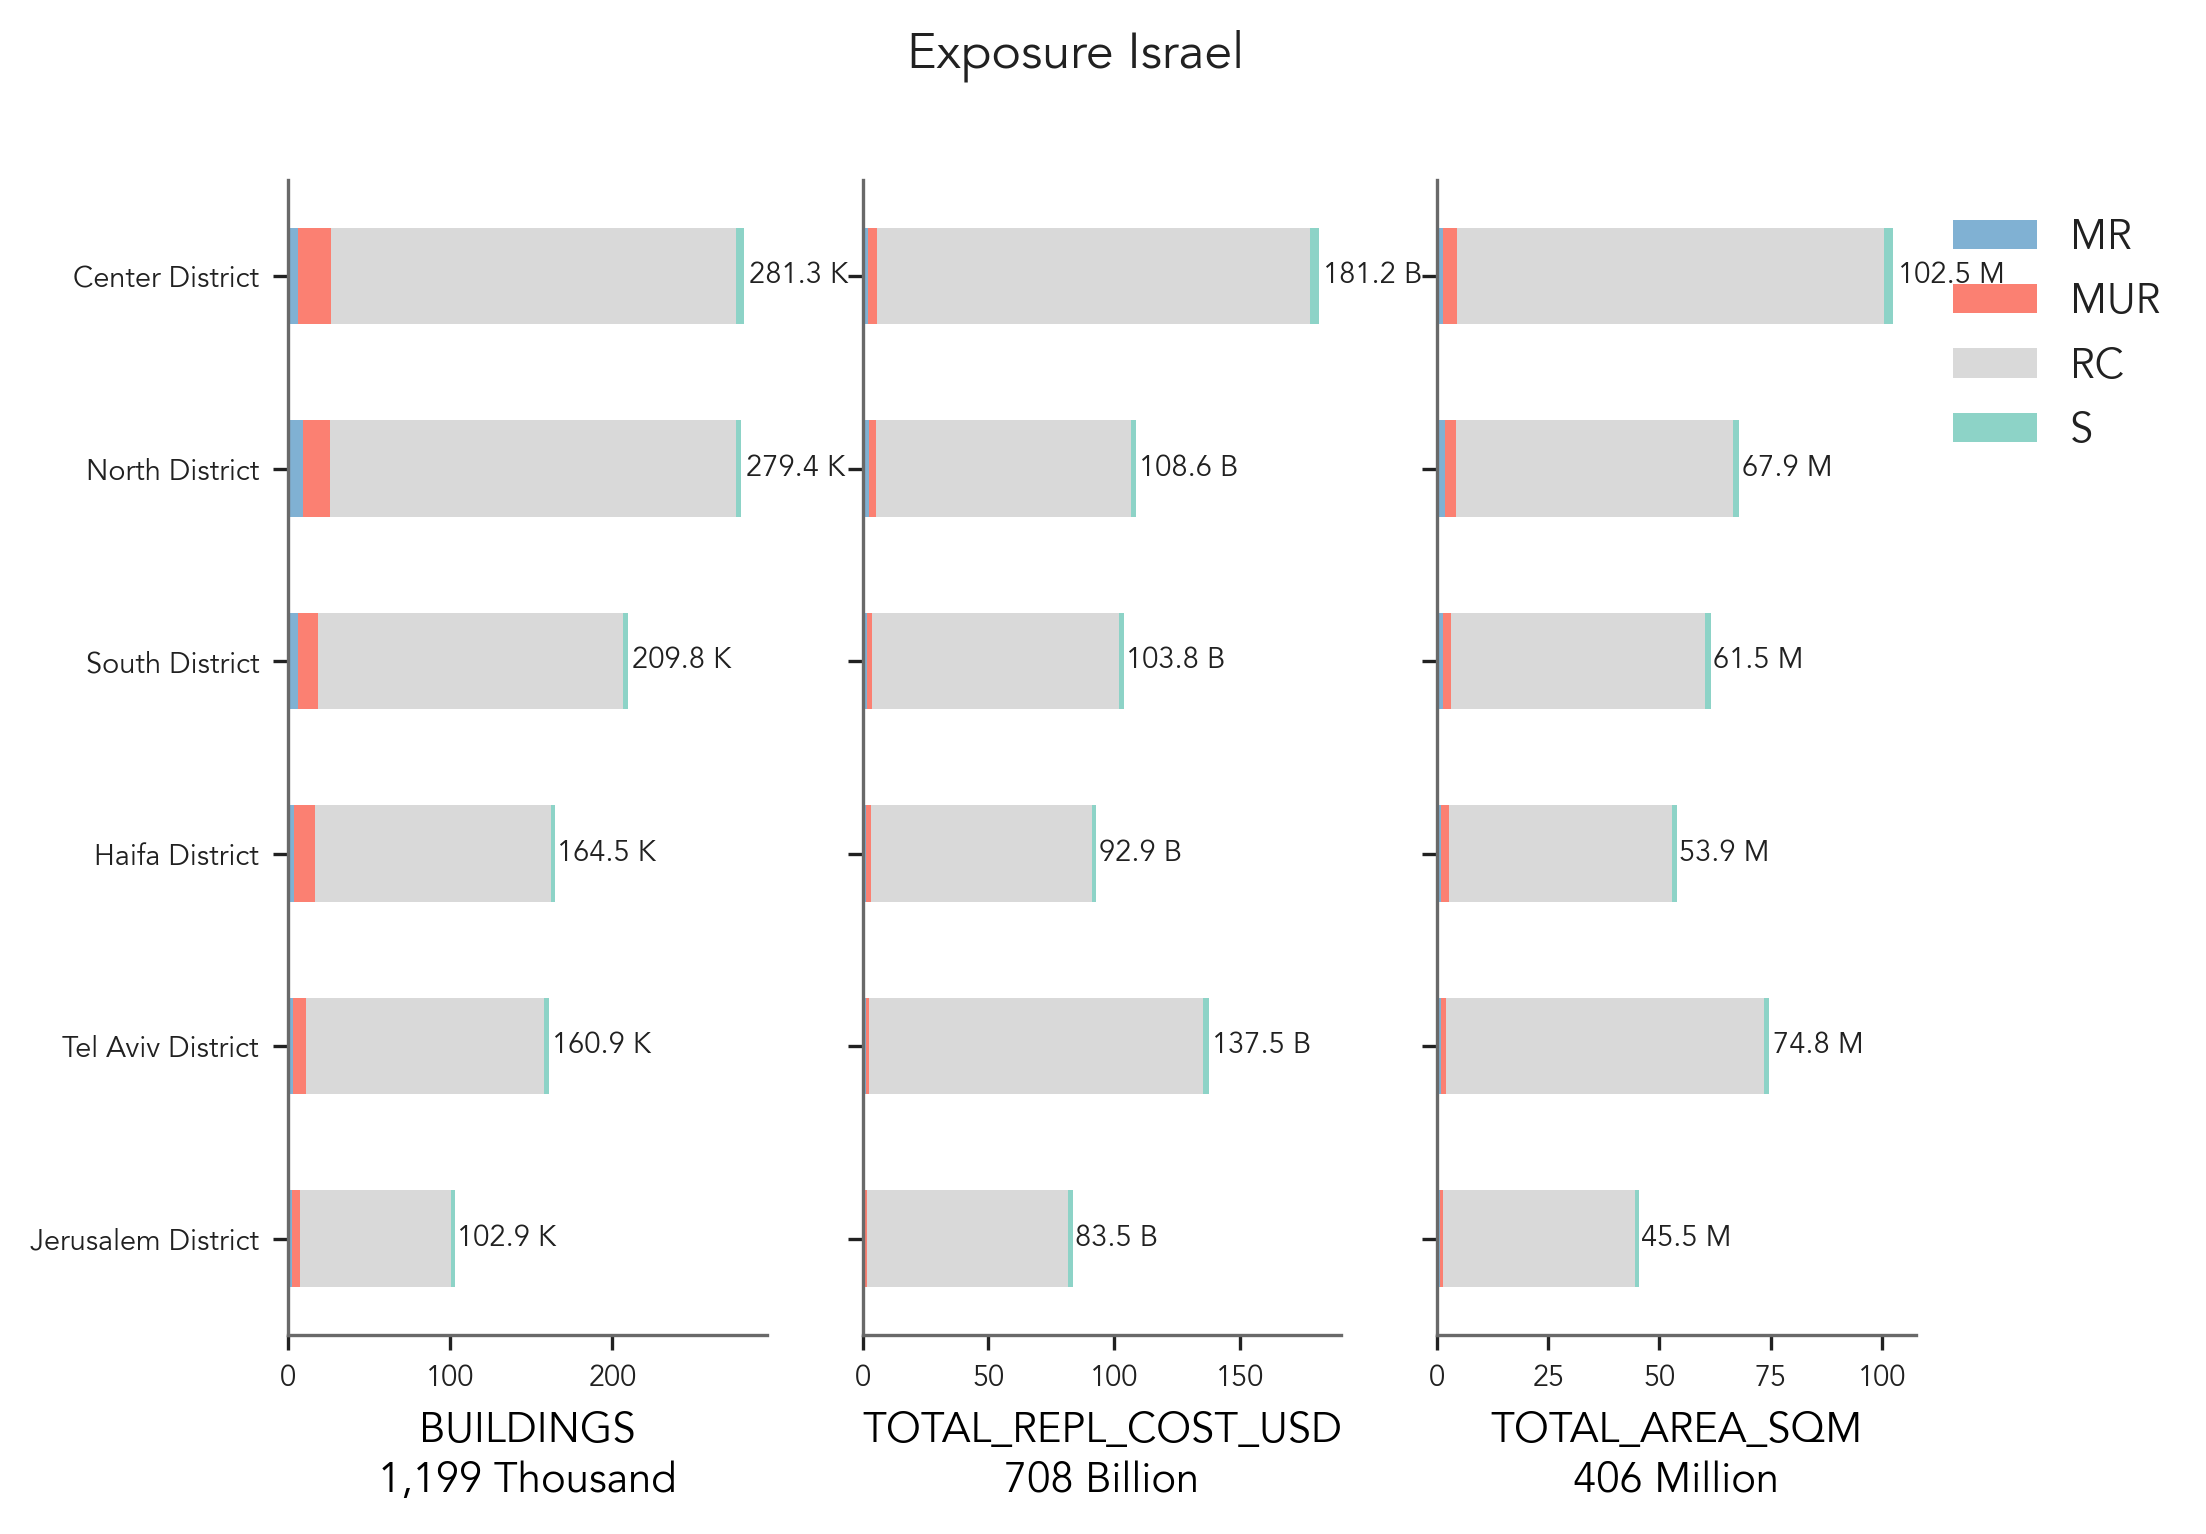 Exposure Israel
Center District
281.3 K
181.2 B
102.5 M
North District
279.4 K
108.6 B
67.9 M
South District
209.8 K
103.8 B
61.5 M
Haifa District
164.5 K
92.9 B
53.9 M
Tel Aviv District
160.9 K
137.5 B
74.8 M
Jerusalem District
102.9 K
83.5 B
45.5 M
MR
MUR
RC
S
0 100 200
0 50 100 150
0 25 50 75 100
BUILDINGS
1,199 Thousand
TOTAL_REPL_COST_USD
708 Billion
TOTAL_AREA_SQM
406 Million